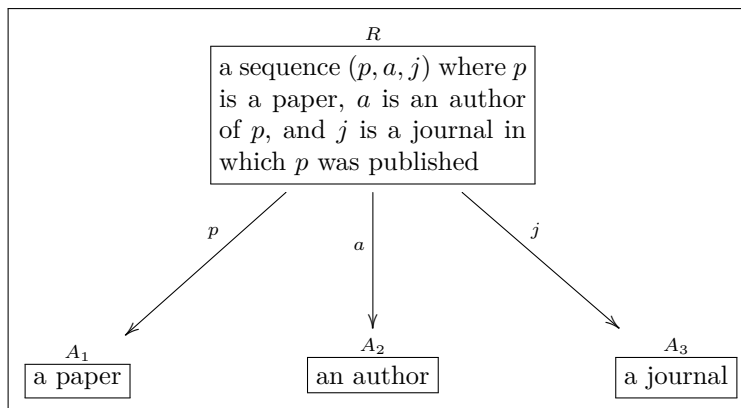 R
a sequence (p, a, j) where p
is a paper, a is an author
of p, and j is a journal in
which p was published
p
a
j
A₁
A₂
A₃
a paper
an author
a journal